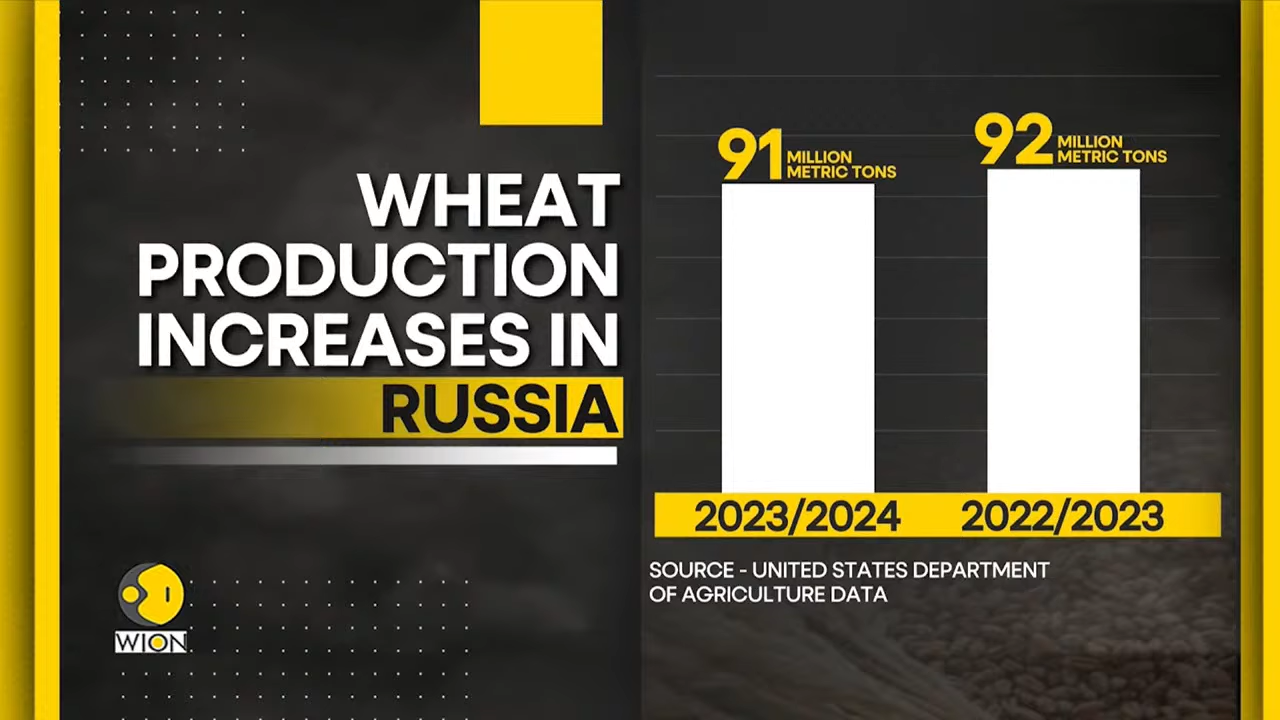 WHEAT
PRODUCTION
INCREASES IN
RUSSIA
91 MILLION
METRIC TONS
92 MILLION
METRIC TONS
2023/2024
2022/2023
SOURCE - UNITED STATES DEPARTMENT
OF AGRICULTURE DATA
WION